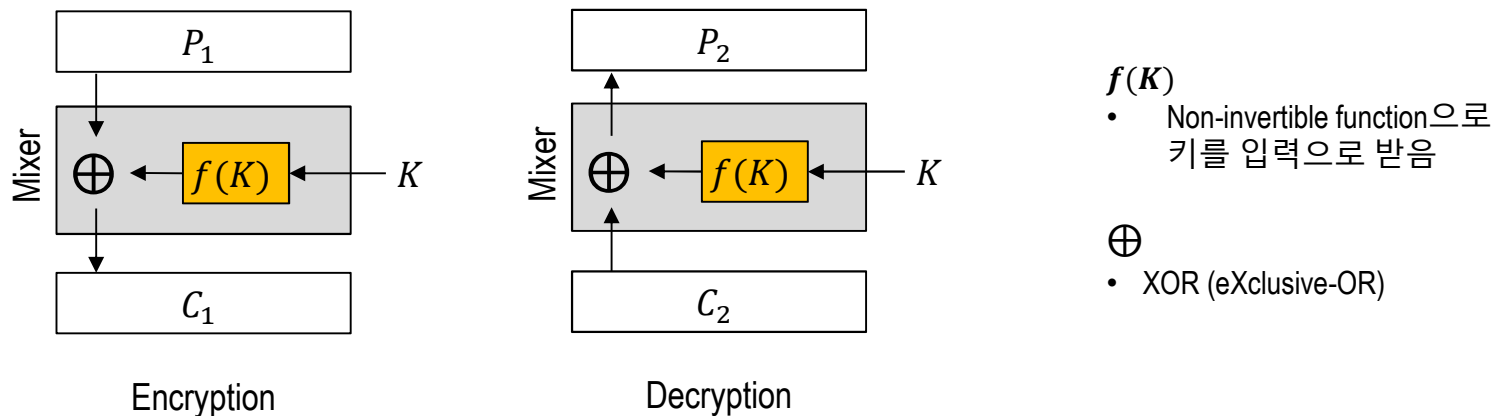 P₁
Mixer
⊕
f(K)
K
C₁
Encryption
P₂
Mixer
⊕
f(K)
K
C₂
Decryption
f(K)
• Non-invertible function으로
키를 입력으로 받음
⊕
• XOR (eXclusive-OR)